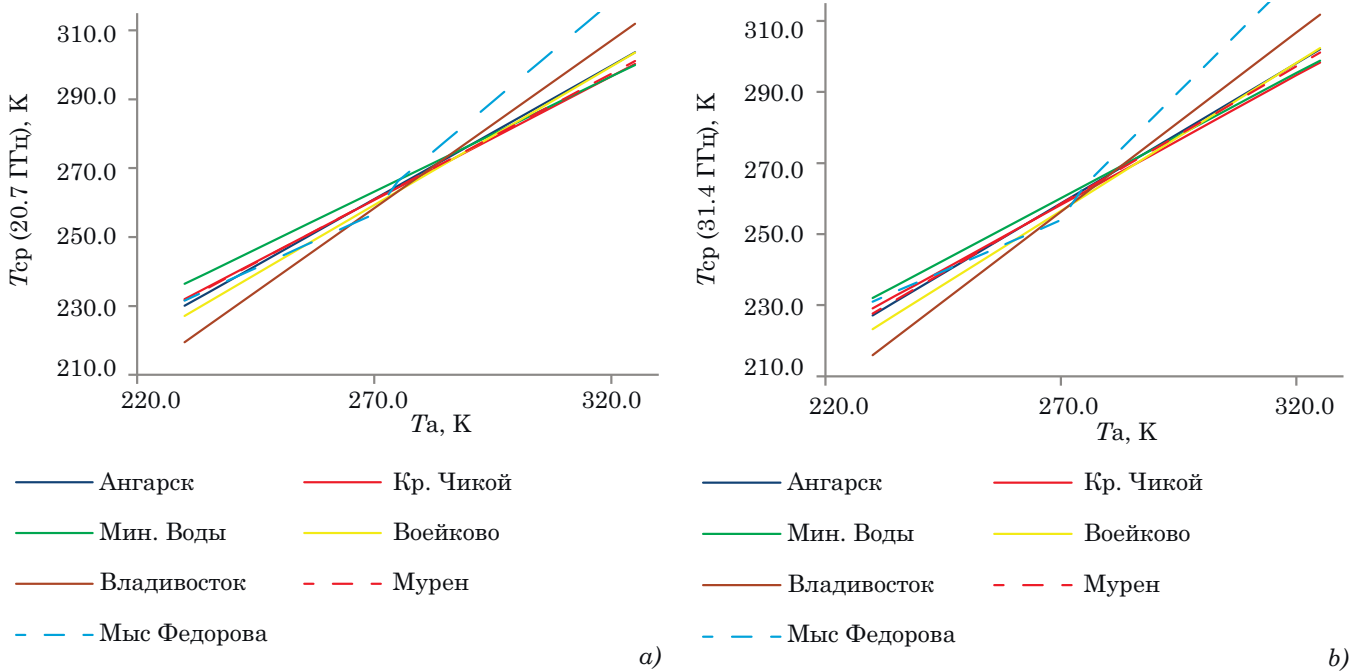 Tср (20.7 ГГц), K
310.0
290.0
270.0
250.0
230.0
210.0
220.0 270.0 320.0
Ta, K
Ангарск Кр. Чикой
Мин. Воды Воейково
Владивосток Мурен
Мыс Федорова
a)
Tср (31.4 ГГц), K
310.0
290.0
270.0
250.0
230.0
210.0
220.0 270.0 320.0
Ta, K
Ангарск Кр. Чикой
Мин. Воды Воейково
Владивосток Мурен
Мыс Федорова
b)